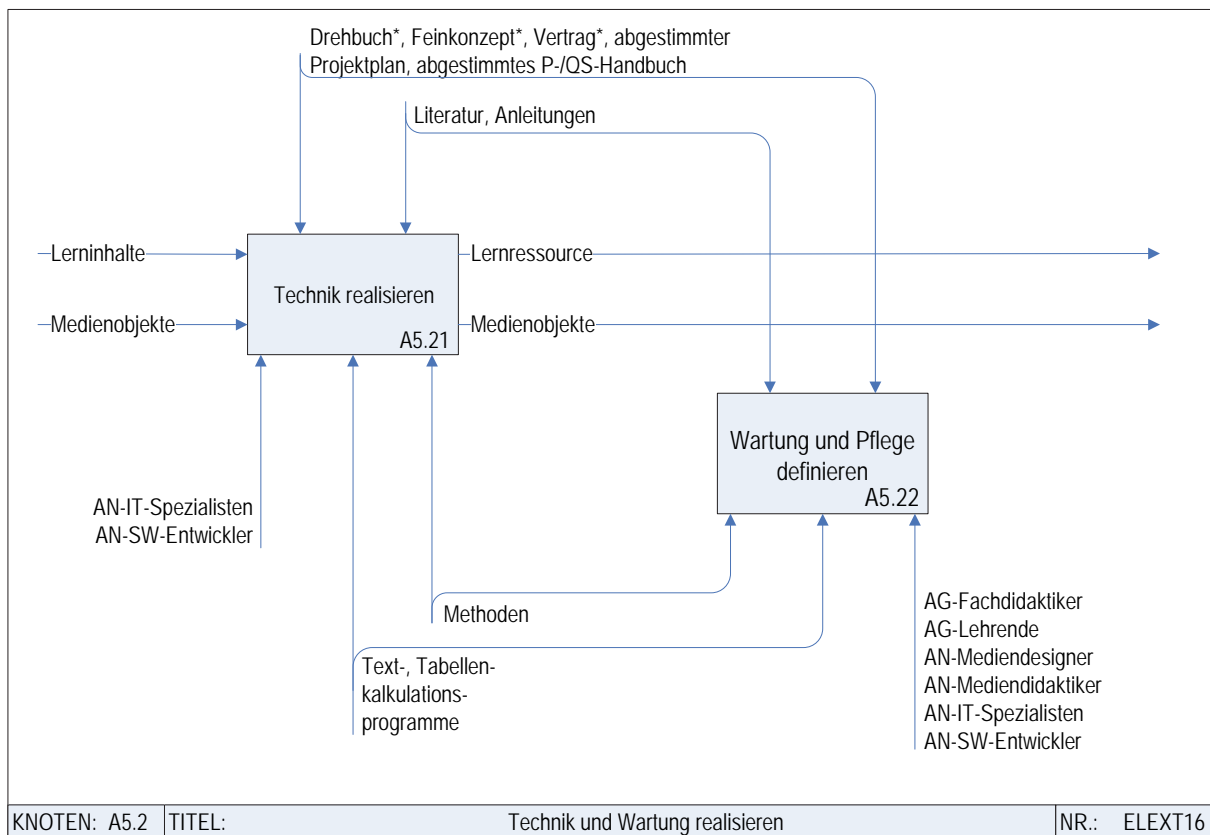 Drehbuch*, Feinkonzept*, Vertrag*, abgestimmter
Projektplan, abgestimmtes P-/QS-Handbuch
Literatur, Anleitungen
Lerninhalte
Lernressource
Technik realisieren
Medienobjekte
Medienobjekte
A5.21
Wartung und Pflege
definieren
A5.22
AN-IT-Spezialisten
AN-SW-Entwickler
Methoden
Text-, Tabellen-
kalkulations-
programme
AG-Fachdidaktiker
AG-Lehrende
AN-Mediendesigner
AN-Mediendidaktiker
AN-IT-Spezialisten
AN-SW-Entwickler
KNOTEN: A5.2 TITEL: Technik und Wartung realisieren NR.: ELEXT16